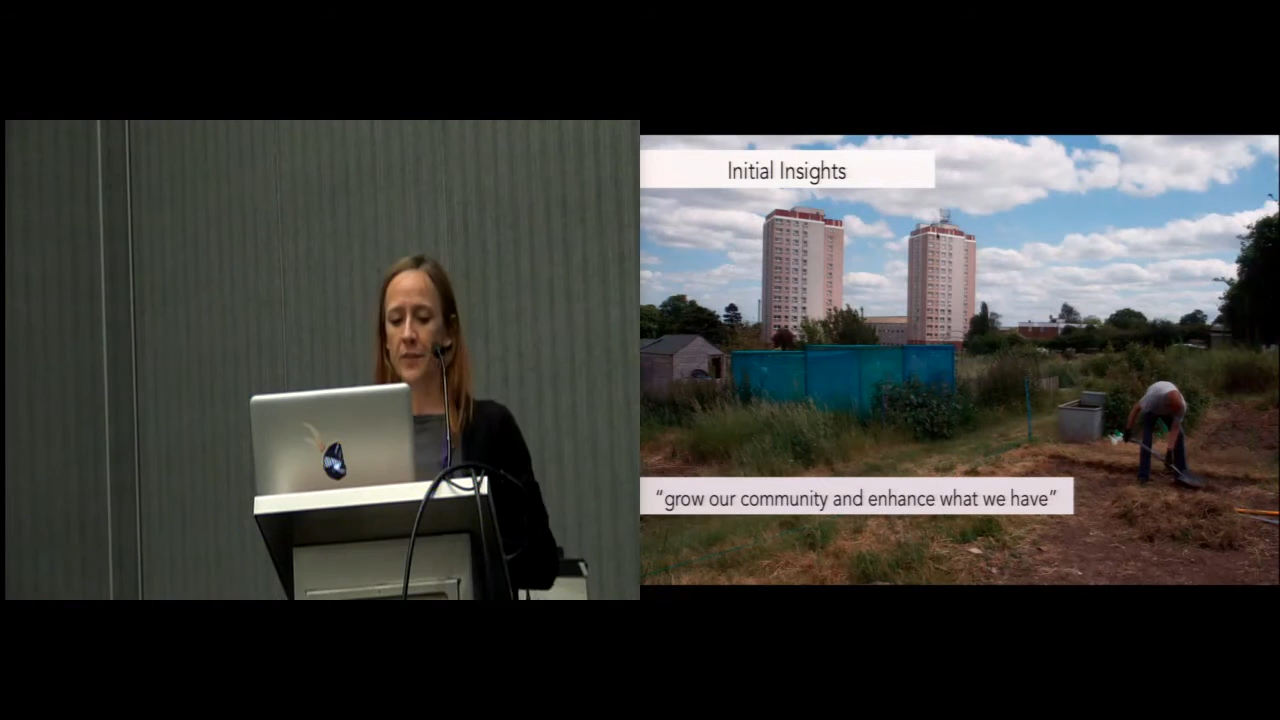 Initial Insights
“grow our community and enhance what we have”